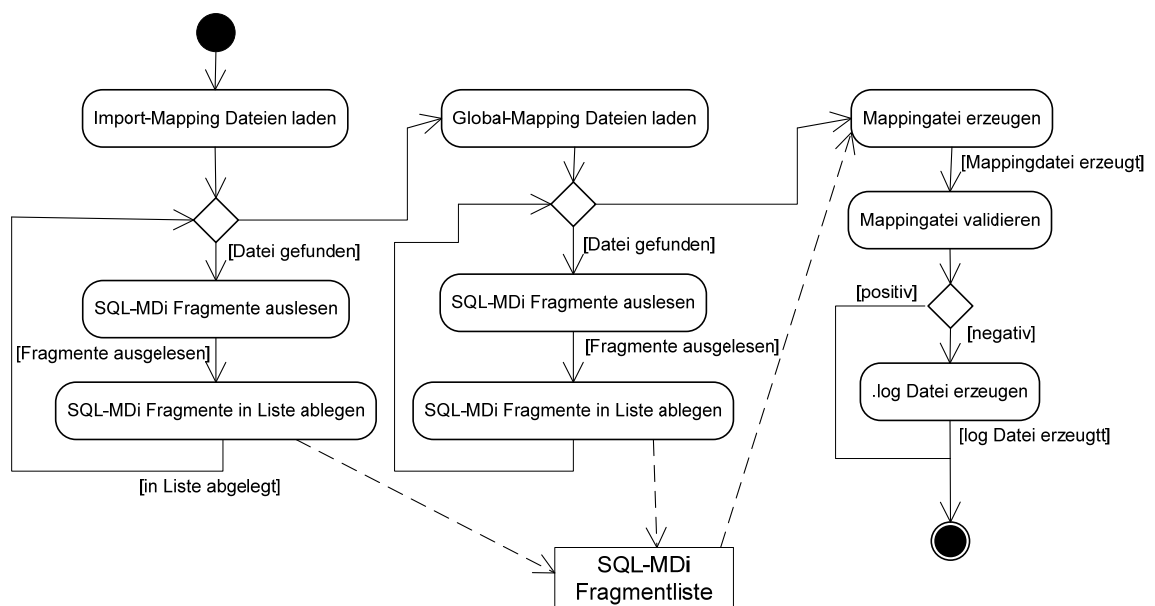 Import-Mapping Dateien laden
Global-Mapping Dateien laden
Mappingatei erzeugen
[Mappingdatei erzeugt]
Mappingatei validieren
[Datei gefunden]
[Datei gefunden]
SQL-MDi Fragmente auslesen
SQL-MDi Fragmente auslesen
[positiv]
[negativ]
[Fragmente ausgelesen]
[Fragmente ausgelesen]
.log Datei erzeugen
SQL-MDi Fragmente in Liste ablegen
SQL-MDi Fragmente in Liste ablegen
[log Datei erzeugtt]
[in Liste abgelegt]
SQL-MDi
Fragmentliste